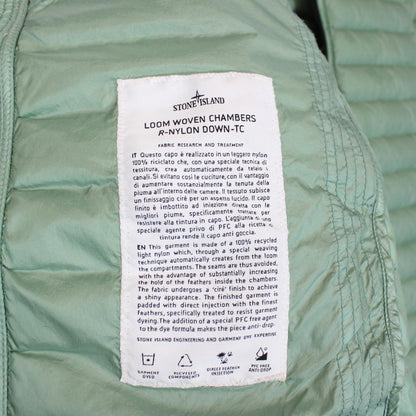 STONE ISLAND
LOOM WOVEN CHAMBERS
R-NYLON DOWN-TC
FABRIC RESEARCH AND TREATMENT
IT Questo capo è realizzato in un leggero nylon
100% riciclato che, con una speciale tecnica di
tessitura, crea automaticamente da telaio i
canali. Si evitano così le cuciture, con il vantaggio
di aumentare sostanzialmente la tenuta della
piuma all'interno delle camere. Il tessuto subisce
un finissaggio cirè per un aspetto lucido. Il capo
finito è imbottito ad iniezione diretta con le
migliori piume, specificamente trattate per
resistere alla tintura in capo. L'aggiunta di uno
speciale agente privo di PFC alla ricetta di
tintura rende il capo anti goccia.
EN This garment is made of a 100% recycled
light nylon which, through a special weaving
technique automatically creates from the loom
the compartments. The seams are thus avoided,
with the advantage of substantially increasing
the hold of the feathers inside the chambers.
The fabric undergoes a 'cirè' finish to achieve
a shiny appearance. The finished garment is
padded with direct injection with the finest
feathers, specifically treated to resist garment
dyeing. The addition of a special PFC free agent
to the dye formula makes the piece anti-drop.
STONE ISLAND ENGINEERING AND GARMENT DYE EXPERTISE
GARMENT DYED
RECYCLED COMPONENTS
DIRECT FEATHER INJECTION
PFC FREE ANTI-DROP